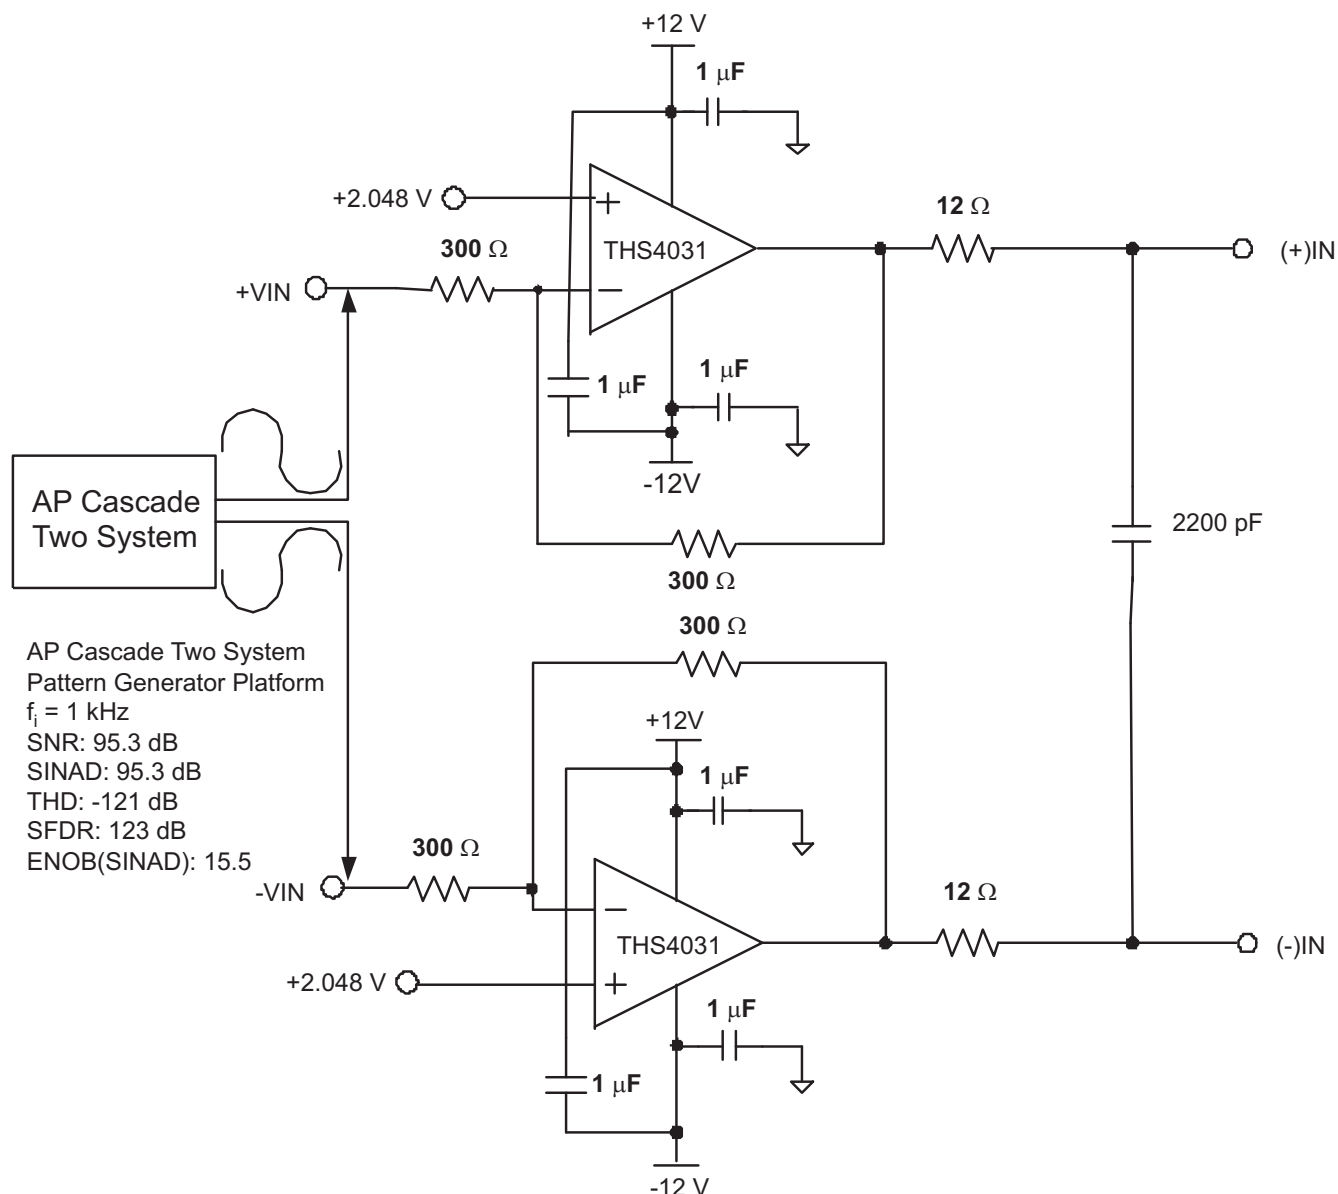 +12 V
1 μF
+2.048 V
+
THS4031
12 Ω
(+)IN
300 Ω
+VIN
−
1 μF
1 μF
-12V
AP Cascade
Two System
2200 pF
300 Ω
300 Ω
AP Cascade Two System
Pattern Generator Platform
fi = 1 kHz
SNR: 95.3 dB
SINAD: 95.3 dB
THD: -121 dB
SFDR: 123 dB
ENOB(SINAD): 15.5
+12V
1 μF
300 Ω
-VIN
−
THS4031
12 Ω
(-)IN
+2.048 V
+
1 μF
1 μF
-12 V